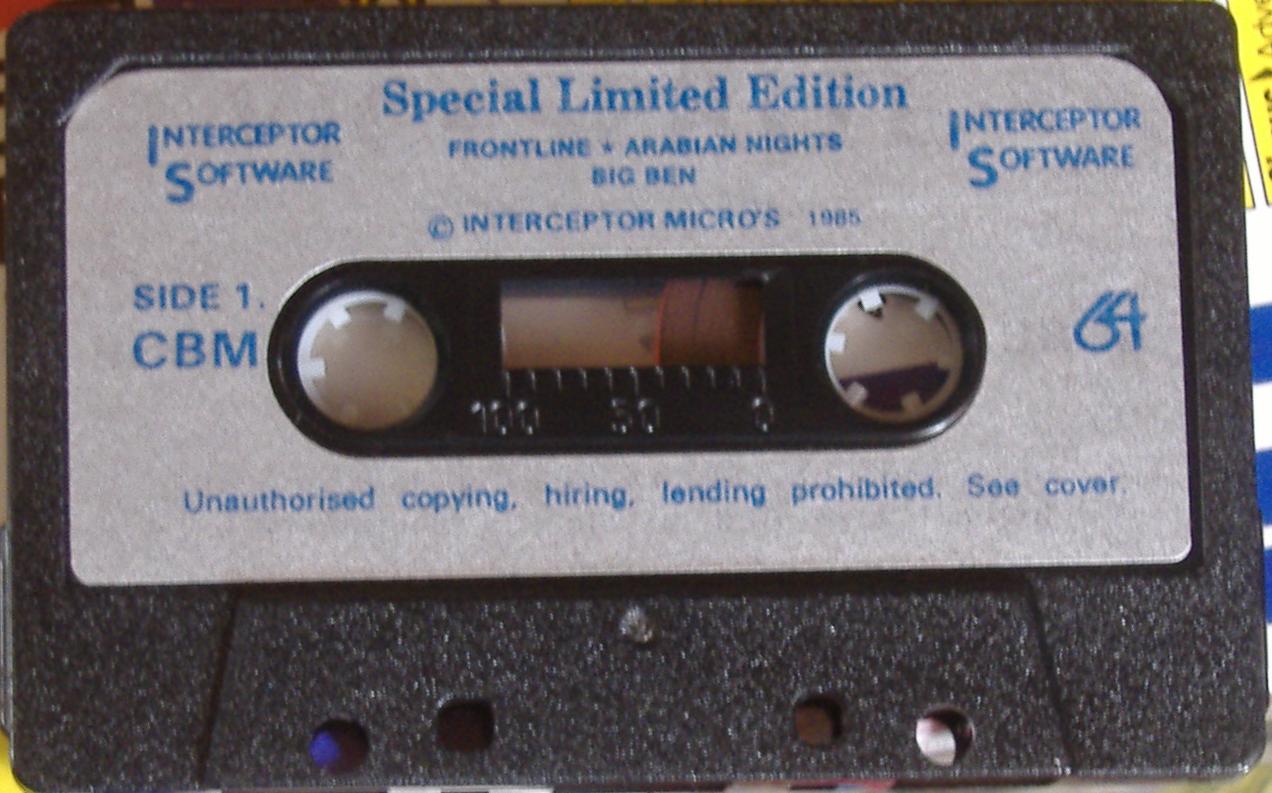 Special Limited Edition
INTERCEPTOR
SOFTWARE
FRONTLINE ★ ARABIAN NIGHTS
BIG BEN
INTERCEPTOR
SOFTWARE
© INTERCEPTOR MICRO'S 1985
SIDE 1.
CBM
64
100 50 0
Unauthorised copying, hiring, lending prohibited. See cover.